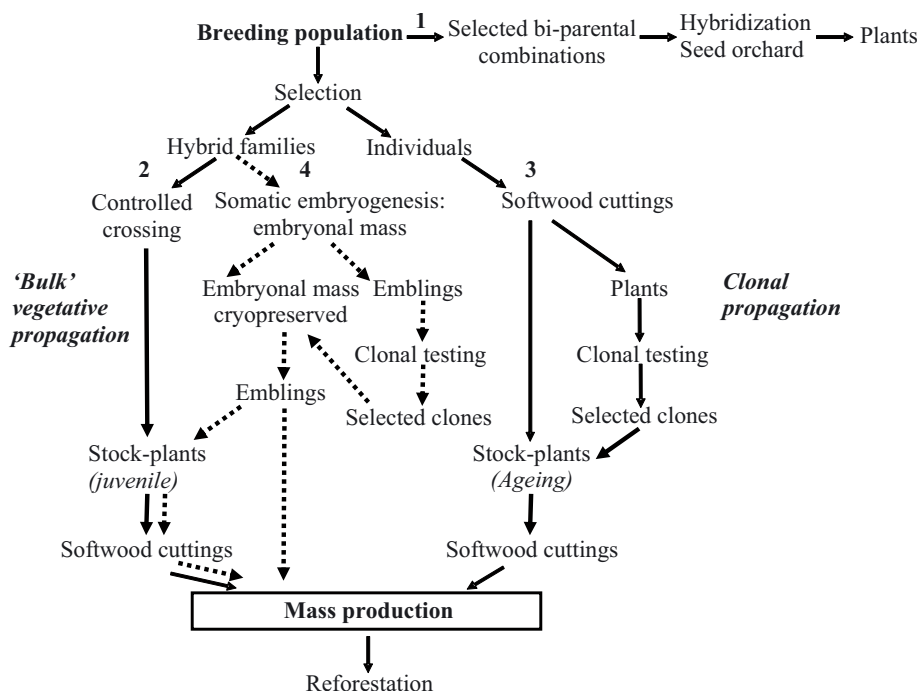 1
Breeding population
Selected bi-parental
combinations
Hybridization
Seed orchard
Plants
Selection
Hybrid families
Individuals
2
4
3
Controlled
crossing
Somatic embryogenesis:
embryonal mass
Softwood cuttings
‘Bulk’
vegetative
propagation
Embryonal mass
cryopreserved
Emblings
Plants
Clonal
propagation
Clonal testing
Clonal testing
Emblings
Selected clones
Selected clones
Stock-plants
(juvenile)
Stock-plants
(Ageing)
Softwood cuttings
Softwood cuttings
Mass production
Reforestation